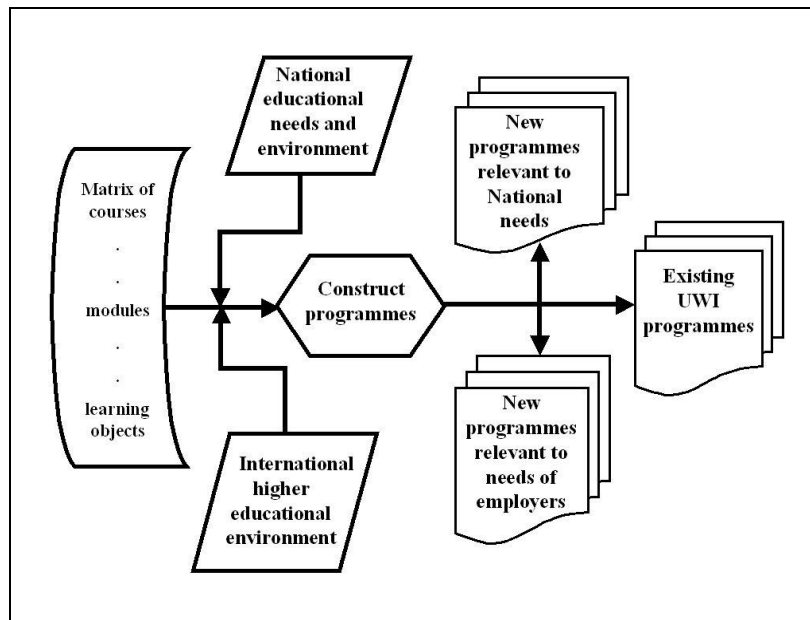 National
educational
needs and
environment
Matrix of
courses
.
.
modules
.
.
learning
objects
Construct
programmes
International
higher
educational
environment
New
programmes
relevant to
National
needs
Existing
UWI
programmes
New
programmes
relevant to
needs of
employers